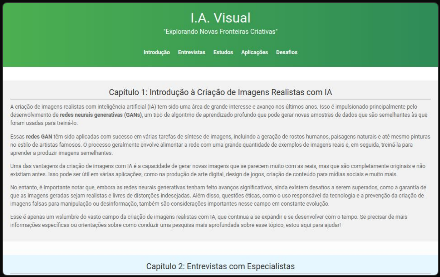 I.A. Visual
"Explorando Novas Fronteiras Criativas"
Introdução Entrevistas Estudos Aplicações Desafios
Capítulo 1: Introdução à Criação de Imagens Realistas com IA
A criação de imagens realistas com inteligência artificial (IA) tem sido uma área de grande interesse e avanço nos últimos anos. Isso é impulsionado principalmente pelo
desenvolvimento de redes neurais generativas (GANs), um tipo de algoritmo de aprendizado profundo que pode gerar novas amostras de dados que são semelhantes às que
foram usadas para treiná-lo.
Essas redes GAN têm sido aplicadas com sucesso em várias tarefas de síntese de imagens, incluindo a geração de rostos humanos, paisagens naturais e até mesmo pinturas
no estilo de artistas famosos. O processo geralmente envolve alimentar a rede com uma grande quantidade de exemplos de imagens reais e, em seguida, treiná-la para
aprender a produzir imagens semelhantes.
Uma das vantagens da criação de imagens com IA é a capacidade de gerar novas imagens que se parecem muito com as reais, mas que são completamente originais e não
existiam antes. Isso pode ser útil em várias aplicações, como na produção de arte digital, design de jogos, criação de conteúdo para mídias sociais e muito mais.
No entanto, é importante notar que, embora as redes neurais generativas tenham feito avanços significativos, ainda existem desafios a serem superados, como a garantia de
que as imagens geradas sejam realistas e livres de distorções indesejadas. Além disso, questões éticas, como o uso responsável da tecnologia e a prevenção da criação de
imagens falsas para manipulação ou desinformação, também são considerações importantes nesse campo em constante evolução.
Esse é apenas um vislumbre do vasto campo da criação de imagens realistas com IA, que continua a se expandir e se desenvolver com o tempo. Se precisar de mais
informações específicas ou orientações sobre como conduzir uma pesquisa mais aprofundada sobre esse tópico, estou aqui para ajudar!
Capítulo 2: Entrevistas com Especialistas